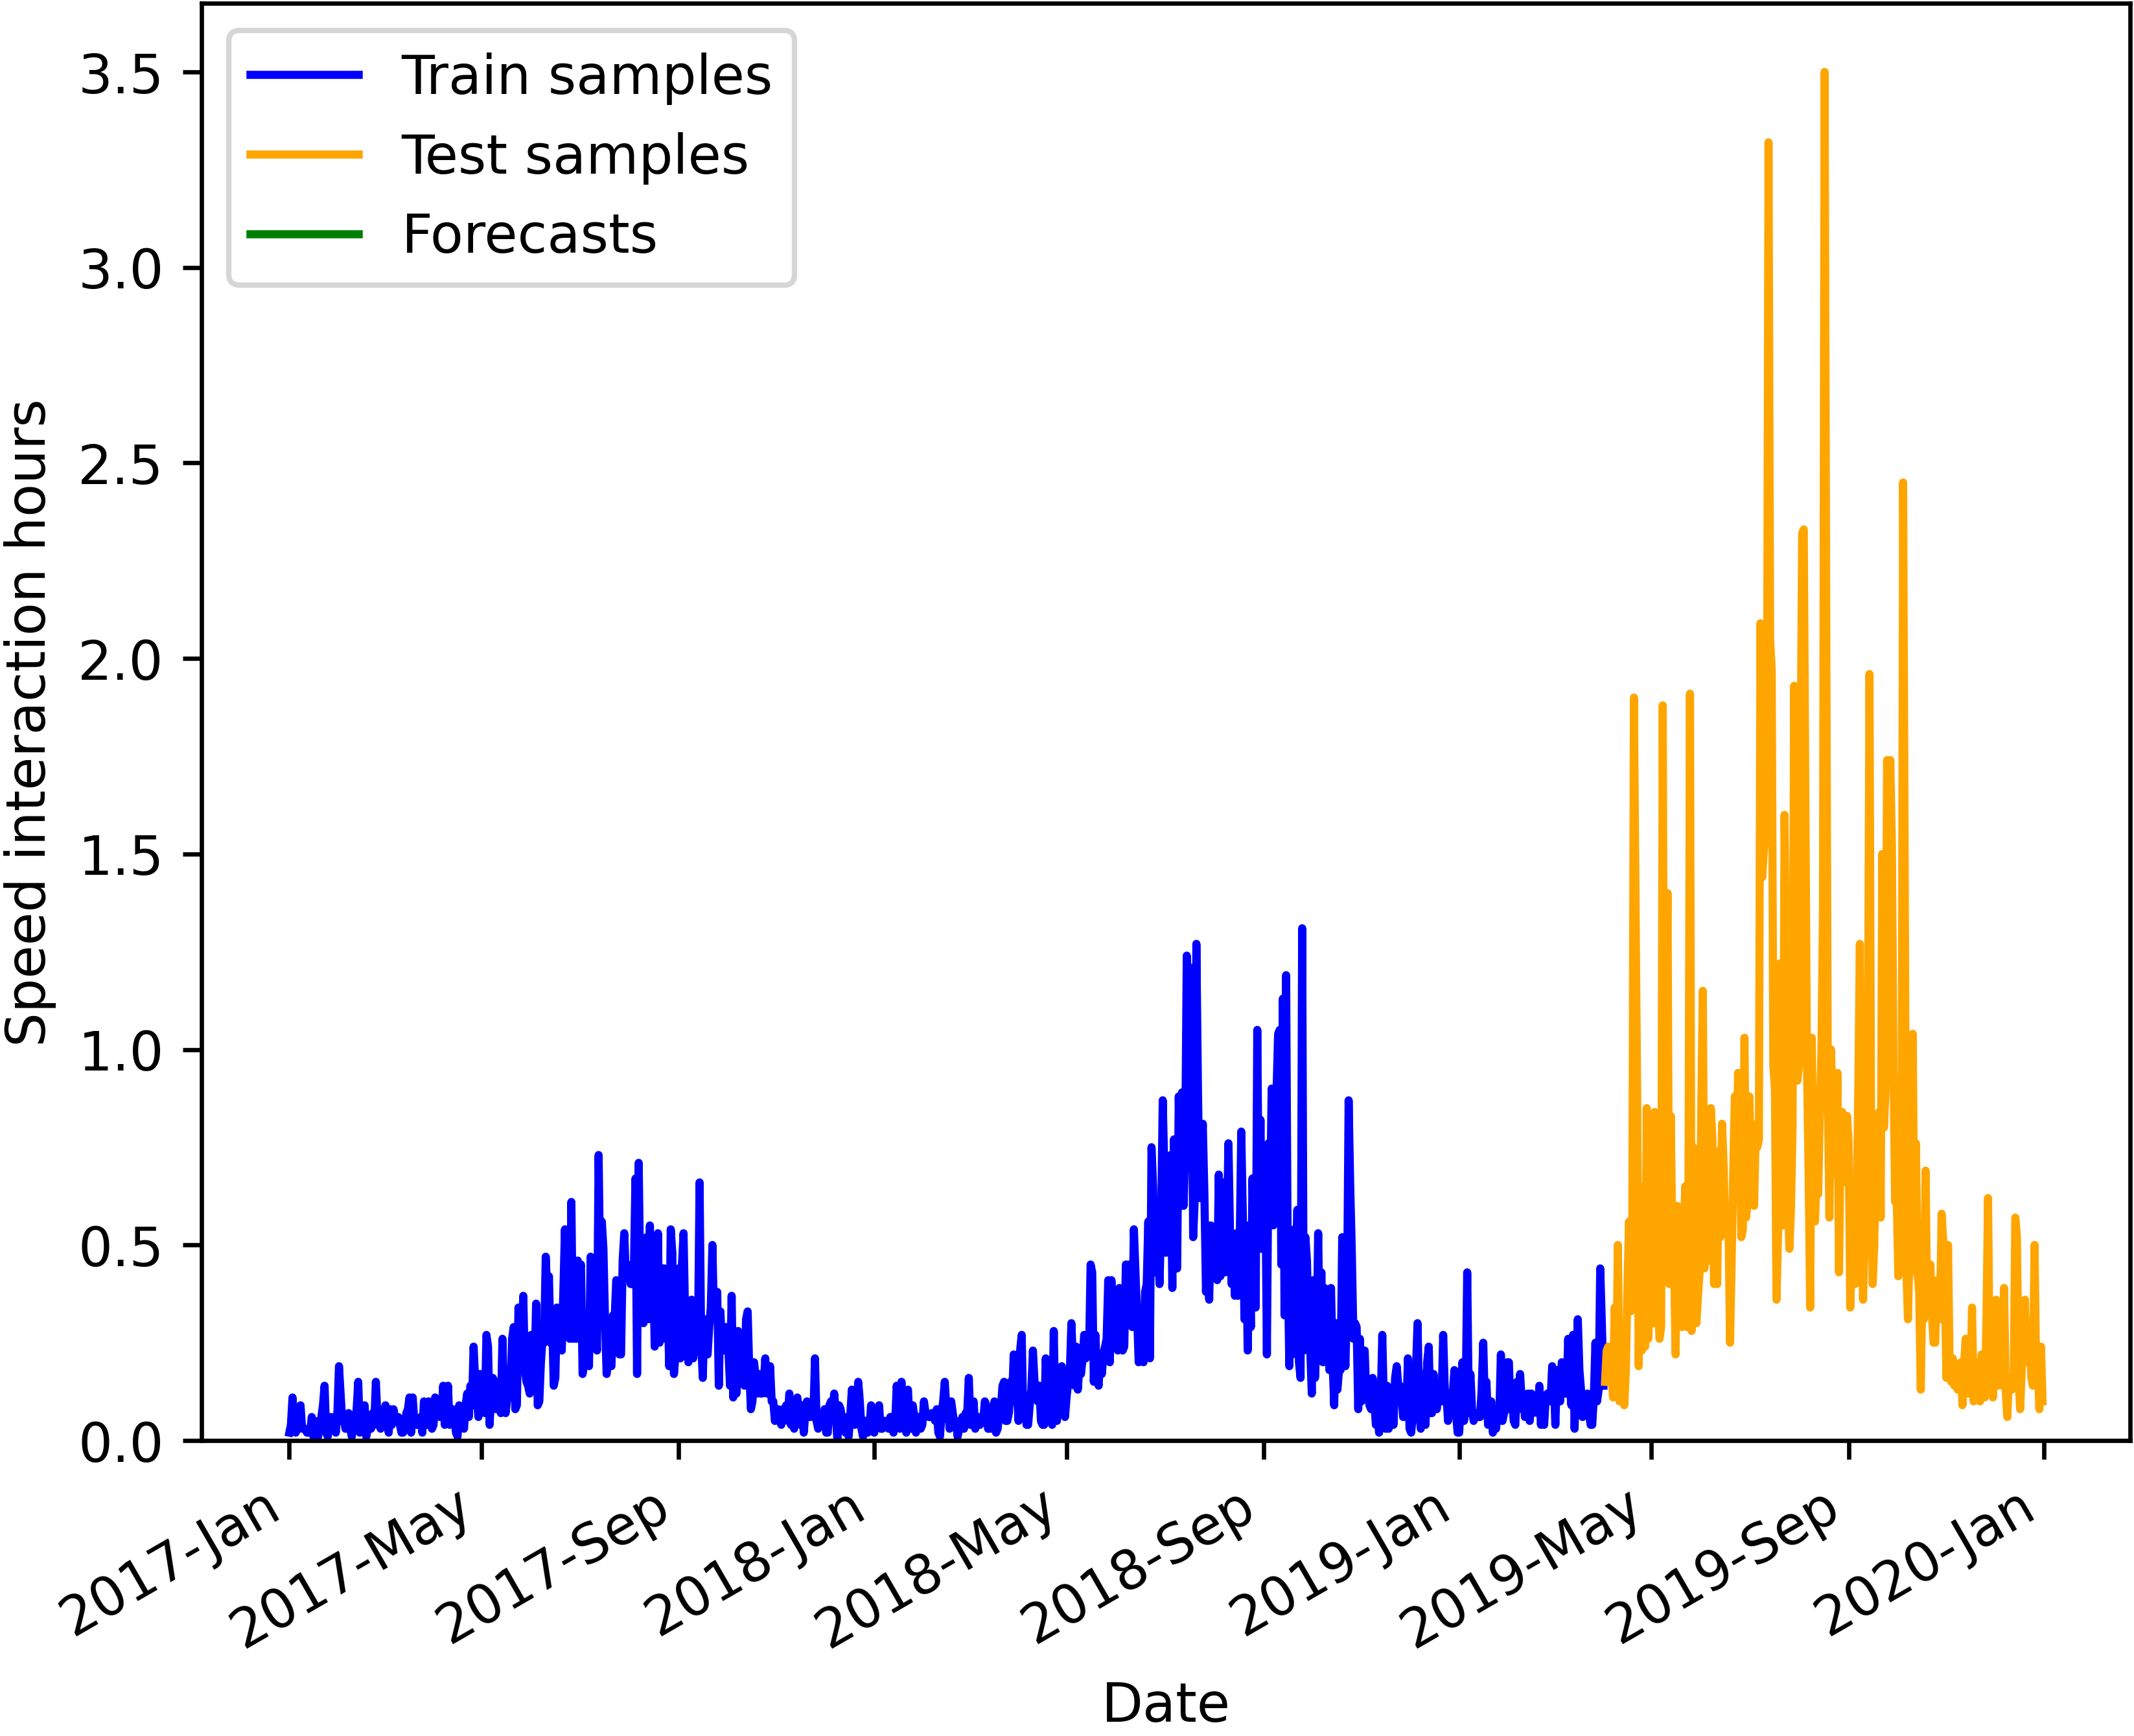 Train samples
Test samples
Forecasts
3.5
3.0
2.5
2.0
1.5
1.0
0.5
0.0
Speed interaction hours
2017-Jan
2017-May
2017-Sep
2018-Jan
2018-May
2018-Sep
2019-Jan
2019-May
2019-Sep
2020-Jan
Date